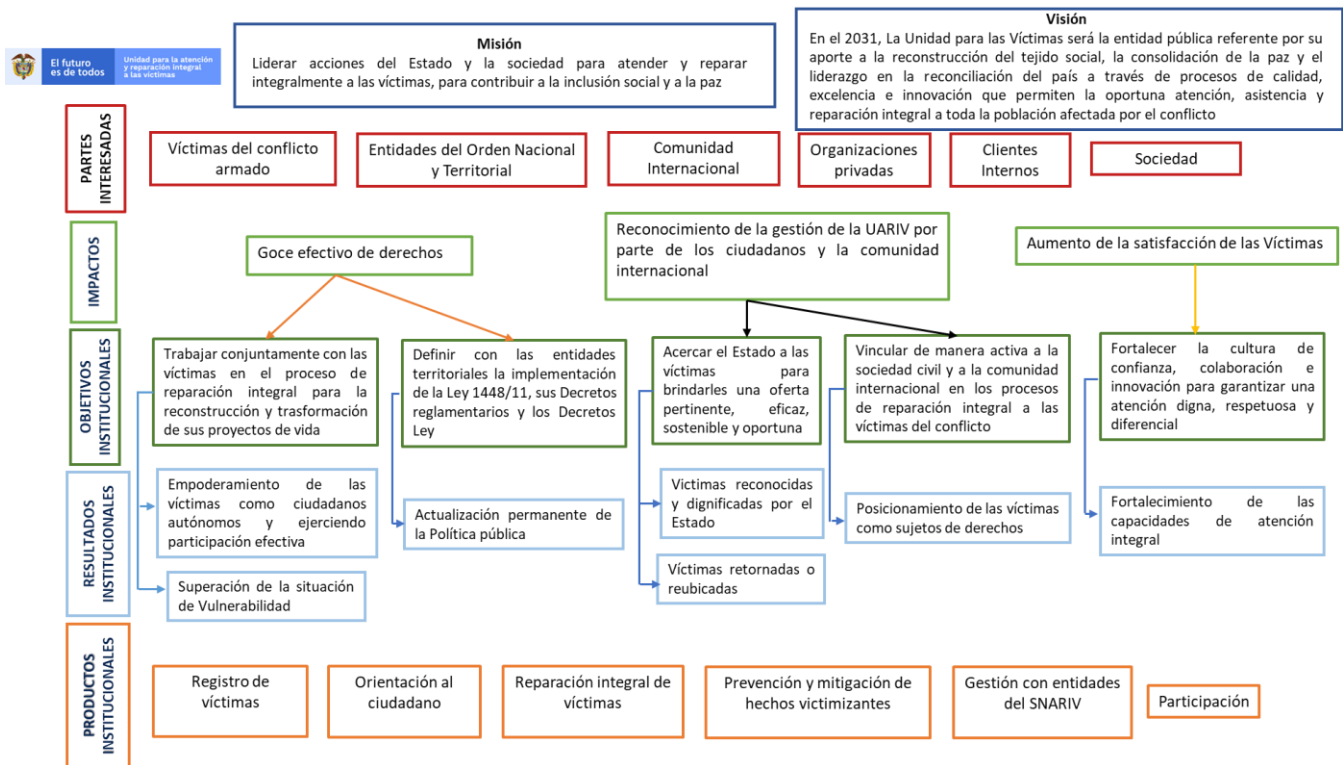 El futuro
es de todos
Unidad para la atención
y reparación integral
a las víctimas
Misión
Liderar acciones del Estado y la sociedad para atender y reparar
integralmente a las víctimas, para contribuir a la inclusión social y a la paz
Visión
En el 2031, La Unidad para las Víctimas será la entidad pública referente por su
aporte a la reconstrucción del tejido social, la consolidación de la paz y el
liderazgo en la reconciliación del país a través de procesos de calidad,
excelencia e innovación que permiten la oportuna atención, asistencia y
reparación integral a toda la población afectada por el conflicto
PARTES
INTERESADAS
Víctimas del conflicto
armado
Entidades del Orden Nacional
y Territorial
Comunidad
Internacional
Organizaciones
privadas
Clientes
Internos
Sociedad
IMPACTOS
Goce efectivo de derechos
Reconocimiento de la gestión de la UARIV por
parte de los ciudadanos y la comunidad
internacional
Aumento de la satisfacción de las Víctimas
OBJETIVOS
INSTITUCIONALES
Trabajar conjuntamente con las
víctimas en el proceso de
reparación integral para la
reconstrucción y trasformación
de sus proyectos de vida
Definir con las entidades
territoriales la implementación
de la Ley 1448/11, sus Decretos
reglamentarios y los Decretos
Ley
Acercar el Estado a las
víctimas para
brindarles una oferta
pertinente, eficaz,
sostenible y oportuna
Vincular de manera activa a la
sociedad civil y a la comunidad
internacional en los procesos
de reparación integral a las
víctimas del conflicto
Fortalecer la cultura de
confianza, colaboración e
innovación para garantizar una
atención digna, respetuosa y
diferencial
RESULTADOS
INSTITUCIONALES
Empoderamiento de las
víctimas como ciudadanos
autónomos y ejerciendo
participación efectiva
Superación de la situación
de Vulnerabilidad
Actualización permanente de
la Política pública
Victimas reconocidas
y dignificadas por el
Estado
Víctimas retornadas o
reubicadas
Posicionamiento de las víctimas
como sujetos de derechos
Fortalecimiento de las
capacidades de atención
integral
PRODUCTOS
INSTITUCIONALES
Registro de
víctimas
Orientación al
ciudadano
Reparación integral de
víctimas
Prevención y mitigación de
hechos victimizantes
Gestión con entidades
del SNARIV
Participación